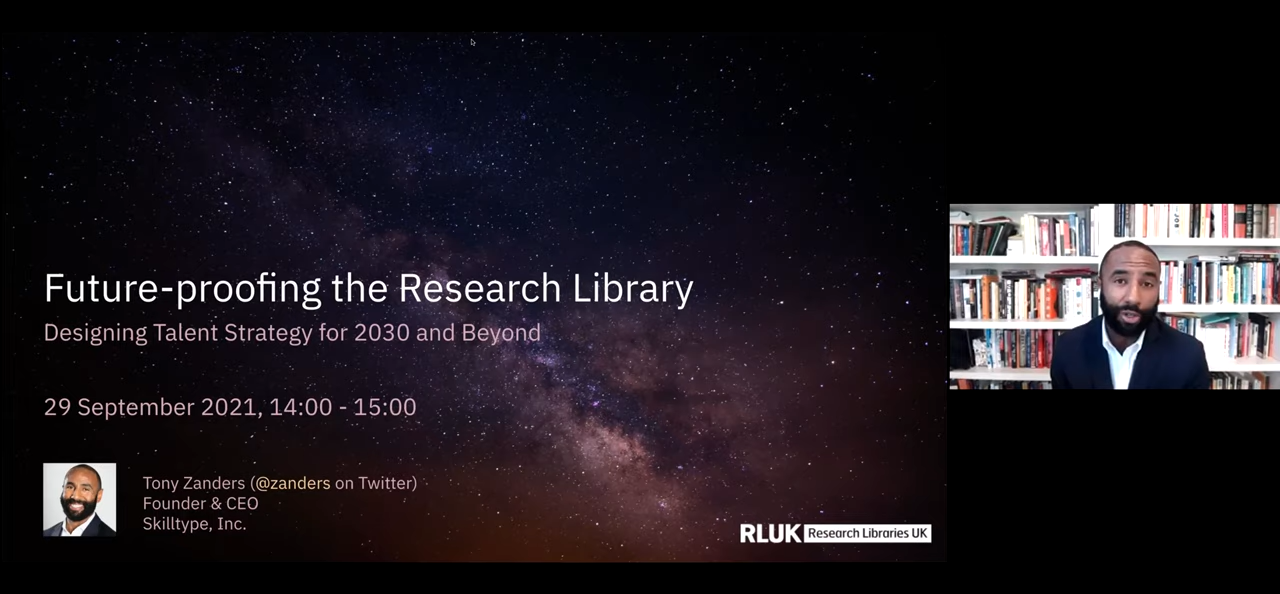 Future-proofing the Research Library
Designing Talent Strategy for 2030 and Beyond
29 September 2021, 14:00 - 15:00
Tony Zanders (@zanders on Twitter)
Founder & CEO
Skilltype, Inc.
RLUK Research Libraries UK